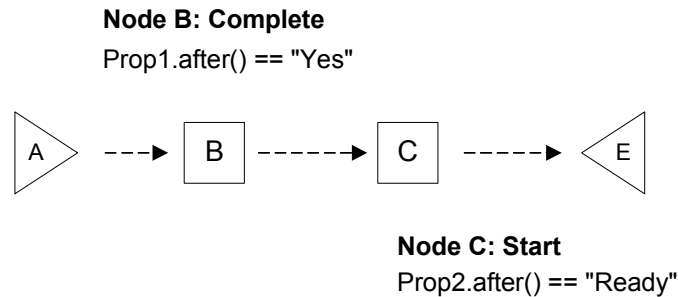 Node B: Complete
Prop1.after() == "Yes"
A
B
C
E
Node C: Start
Prop2.after() == "Ready"